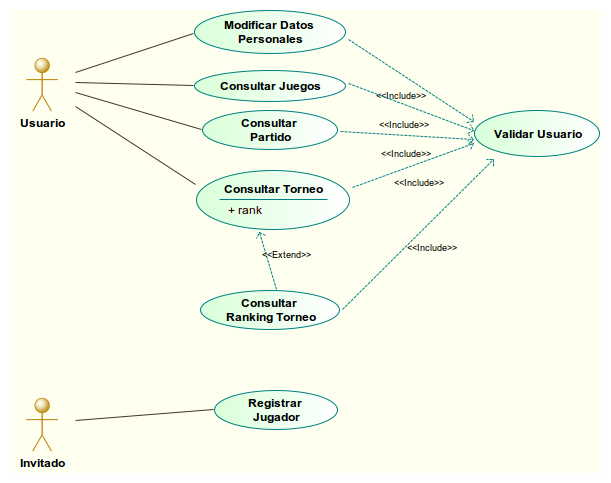 Modificar Datos
Personales
Usuario
Consultar Juegos
<<Include>>
Consultar
Partido
<<Include>>
Validar Usuario
<<Include>>
Consultar Torneo
<<Include>>
+ rank
<<Extend>>
<<Include>>
Consultar
Ranking Torneo
Registrar
Jugador
Invitado